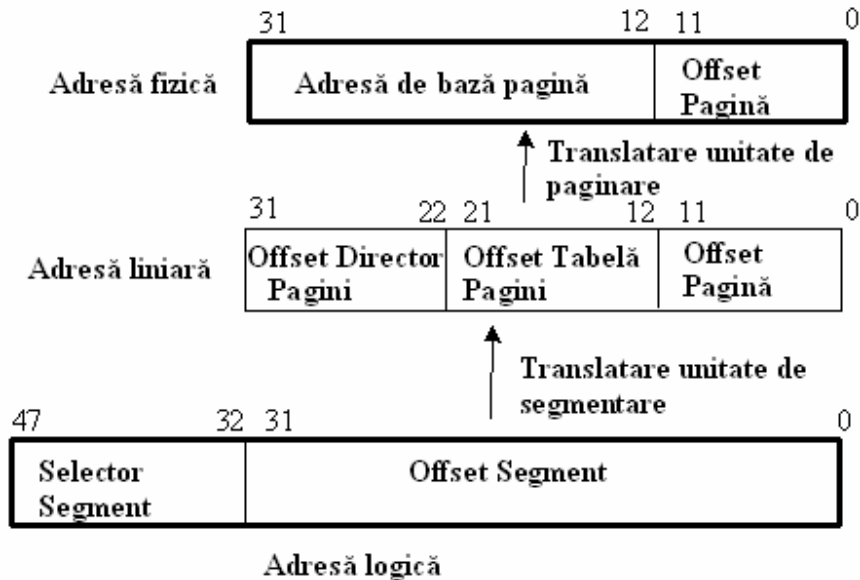 31 12 11 0
Adresă fizică
Adresă de bază pagină
Offset
Pagină
Translatare unitate de
paginare
31 22 21 12 11 0
Adresă liniară
Offset Director
Pagini
Offset Tabelă
Pagini
Offset
Pagină
Translatare unitate de
segmentare
47 32 31 0
Selector
Segment
Offset Segment
Adresă logică